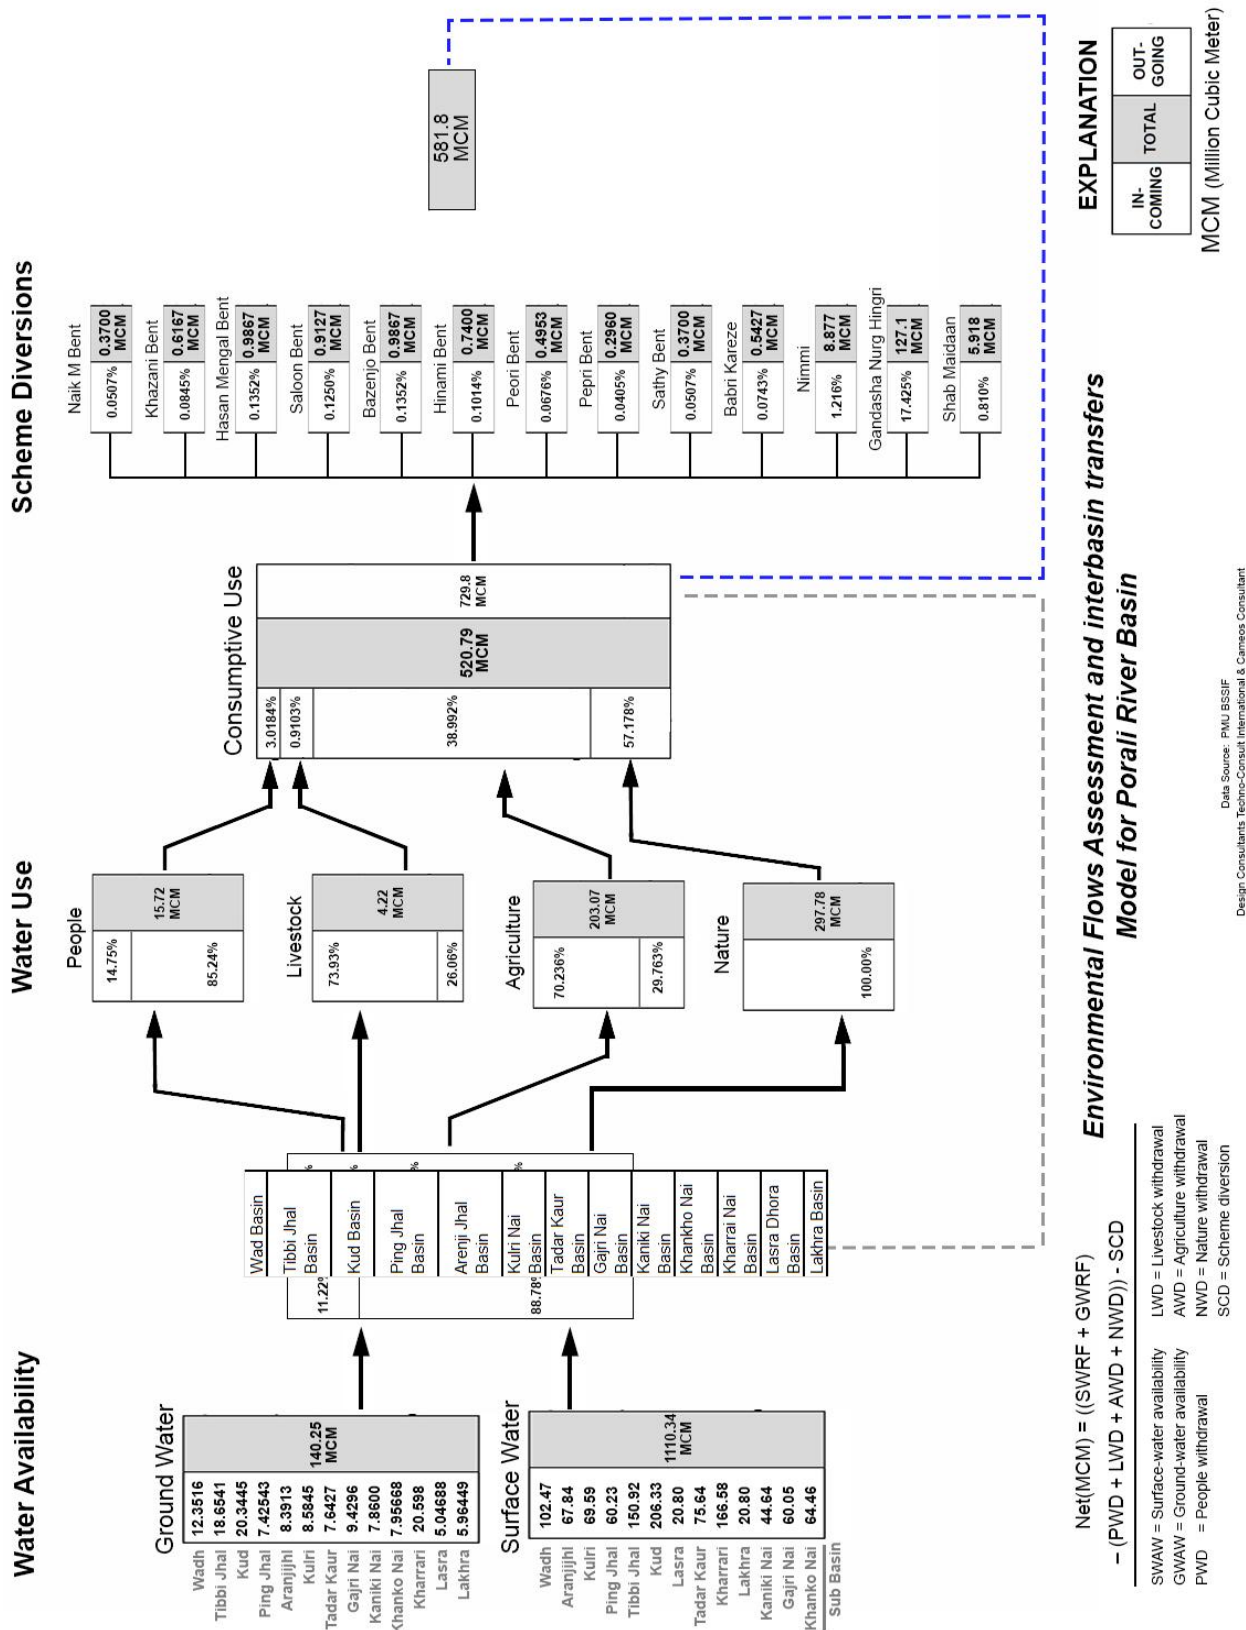 Water Availability
Water Use
Scheme Diversions
Ground Water
Wadh 12.3516
Tibbi Jhal 18.6541
Kud 20.3445
Ping Jhal 7.42543
Aranjijhl 8.3913
Kulri 8.5845
Tadar Kaur 7.6427
Gajri Nai 9.4296
Kaniki Nai 7.8600
Khanko Nai 7.95668
Kharrari 20.598
Lasra 5.04688
Lakhra 5.96449
140.25
MCM
Surface Water
Wadh 102.47
Aranjijhl 67.84
Kulri 69.59
Ping Jhal 60.23
Tibbi Jhal 150.92
Kud 206.33
Lasra 20.80
Tadar Kaur 75.64
Kharrari 166.58
Lakhra 20.80
Kaniki Nai 44.64
Gajri Nai 60.05
Khanko Nai 64.46
Sub Basin
1110.34
MCM
11.22%
88.78%
Wad Basin
Tibbi Jhal
Basin
Kud Basin
Ping Jhal
Basin
Arenji Jhal
Basin
Kulri Nai
Basin
Tadar Kaur
Basin
Gajri Nai
Basin
Kaniki Nai
Basin
Khankho Nai
Basin
Kharrai Nai
Basin
Lasra Dhora
Basin
Lakhra Basin
%
%
%
%
People
14.75%
85.24%
15.72
MCM
Livestock
73.93%
26.06%
4.22
MCM
Agriculture
70.236%
29.763%
203.07
MCM
Nature
100.00%
297.78
MCM
Consumptive Use
3.0184%
0.9103%
38.992%
57.178%
520.79
MCM
729.8
MCM
Naik M Bent
0.0507%
0.3700
MCM
Khazani Bent
0.0845%
0.6167
MCM
Hasan Mengal Bent
0.1352%
0.9867
MCM
Saloon Bent
0.1250%
0.9127
MCM
Bazenjo Bent
0.1352%
0.9867
MCM
Hinami Bent
0.1014%
0.7400
MCM
Peori Bent
0.0676%
0.4953
MCM
Pepri Bent
0.0405%
0.2960
MCM
Sathy Bent
0.0507%
0.3700
MCM
Babri Kareze
0.0743%
0.5427
MCM
Nimmi
1.216%
8.877
MCM
Gandasha Nurg Hingri
17.425%
127.1
MCM
Shab Maidaan
0.810%
5.918
MCM
581.8
MCM
Net(MCM) = ((SWRF + GWRF)
– (PWD + LWD + AWD + NWD)) - SCD
SWAW = Surface-water availability
GWAW = Ground-water availability
PWD = People withdrawal
LWD = Livestock withdrawal
AWD = Agriculture withdrawal
NWD = Nature withdrawal
SCD = Scheme diversion
Environmental Flows Assessment and interbasin transfers
Model for Porali River Basin
Data Source: PMU BSSIF
Design Consultants Techno-Consult International & Cameos Consultant
EXPLANATION
IN-
COMING
TOTAL
OUT-
GOING
MCM (Million Cubic Meter)